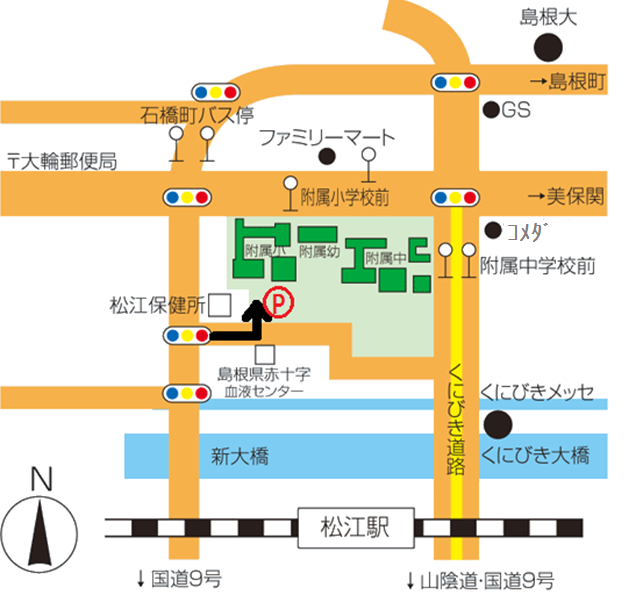 島根大
→島根町
GS
石橋町バス停
ファミリーマート
〒大輪郵便局
附属小学校前
→美保関
コメダ
附属小
附属幼
附属中
附属中学校前
松江保健所
P
島根県赤十字
血液センター
くにびき道路
くにびきメッセ
新大橋
くにびき大橋
N
松江駅
↓国道9号
↓山陰道・国道9号